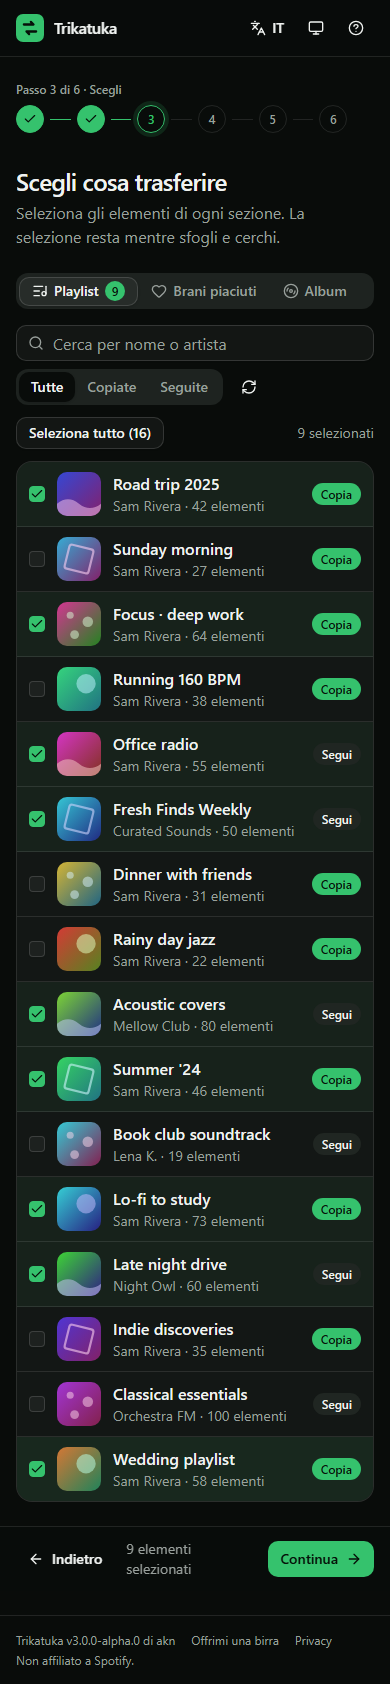 Trikatuka
IT
Passo 3 di 6 · Scegli
3
4
5
6
Scegli cosa trasferire
Seleziona gli elementi di ogni sezione. La
selezione resta mentre sfogli e cerchi.
Playlist 9
Brani piaciuti
Album
Cerca per nome o artista
Tutte
Copiate
Seguite
Seleziona tutto (16)
9 selezionati
Road trip 2025
Sam Rivera · 42 elementi
Copia
Sunday morning
Sam Rivera · 27 elementi
Copia
Focus · deep work
Sam Rivera · 64 elementi
Copia
Running 160 BPM
Sam Rivera · 38 elementi
Copia
Office radio
Sam Rivera · 55 elementi
Segui
Fresh Finds Weekly
Curated Sounds · 50 elementi
Segui
Dinner with friends
Sam Rivera · 31 elementi
Copia
Rainy day jazz
Sam Rivera · 22 elementi
Copia
Acoustic covers
Mellow Club · 80 elementi
Segui
Summer '24
Sam Rivera · 46 elementi
Copia
Book club soundtrack
Lena K. · 19 elementi
Segui
Lo-fi to study
Sam Rivera · 73 elementi
Copia
Late night drive
Night Owl · 60 elementi
Segui
Indie discoveries
Sam Rivera · 35 elementi
Copia
Classical essentials
Orchestra FM · 100 elementi
Segui
Wedding playlist
Sam Rivera · 58 elementi
Copia
Indietro
9 elementi
selezionati
Continua
Trikatuka v3.0.0-alpha.0 di akn
Offrimi una birra
Privacy
Non affiliato a Spotify.